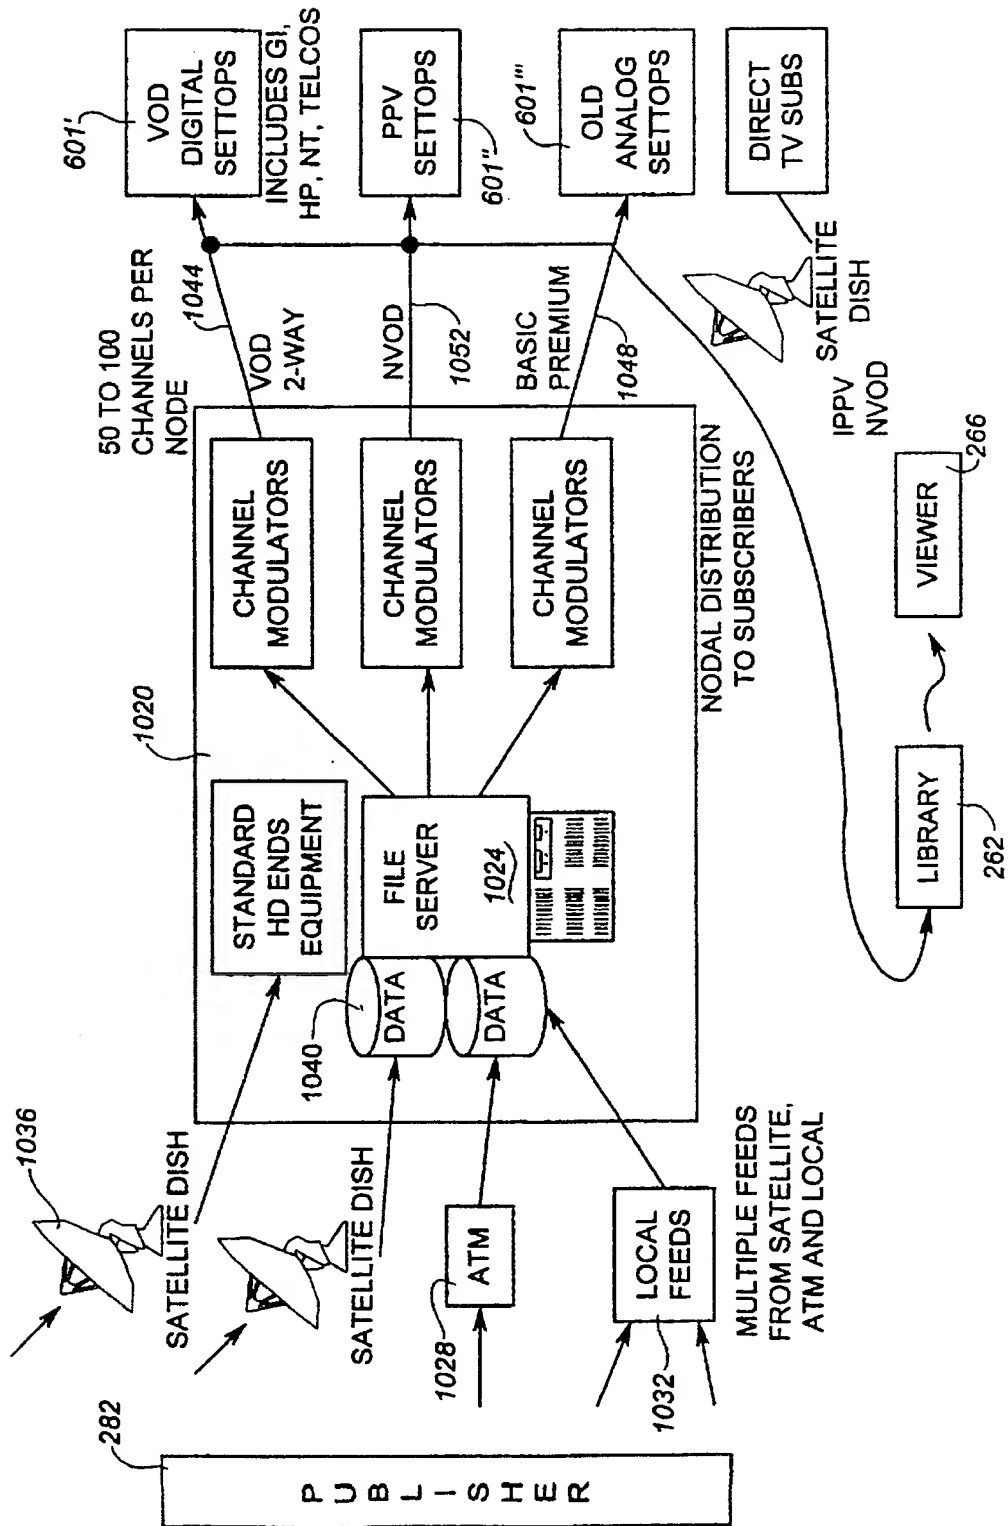 282
PUBLISHER
1036
SATELLITE DISH
SATELLITE DISH
1028
ATM
1032
LOCAL
FEEDS
MULTIPLE FEEDS
FROM SATELLITE,
ATM AND LOCAL
1020
STANDARD
HD ENDS
EQUIPMENT
1040
DATA
DATA
FILE
SERVER
1024
CHANNEL
MODULATORS
CHANNEL
MODULATORS
CHANNEL
MODULATORS
NODAL DISTRIBUTION
TO SUBSCRIBERS
50 TO 100
CHANNELS PER
NODE
1044
VOD
2-WAY
NVOD
1052
BASIC
PREMIUM
1048
601'
VOD
DIGITAL
SETTOPS
INCLUDES GI,
HP, NT, TELCOS
PPV
SETTOPS
601"
601"'
OLD
ANALOG
SETTOPS
DIRECT
TV SUBS
SATELLITE
DISH
IPPV
NVOD
LIBRARY
262
VIEWER
266